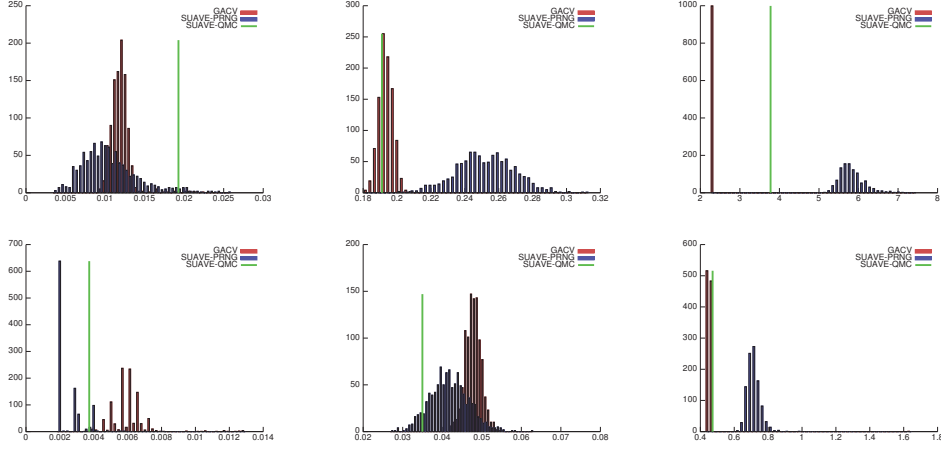 250
200
150
100
50
0
0 0.005 0.01 0.015 0.02 0.025 0.03
GACV
SUAVE-PRNG
SUAVE-QMC
300
250
200
150
100
50
0
0.18 0.2 0.22 0.24 0.26 0.28 0.3 0.32
GACV
SUAVE-PRNG
SUAVE-QMC
1000
800
600
400
200
0
2 3 4 5 6 7 8
GACV
SUAVE-PRNG
SUAVE-QMC
700
600
500
400
300
200
100
0
0 0.002 0.004 0.006 0.008 0.01 0.012 0.014
GACV
SUAVE-PRNG
SUAVE-QMC
200
150
100
50
0
0.02 0.03 0.04 0.05 0.06 0.07 0.08
GACV
SUAVE-PRNG
SUAVE-QMC
600
500
400
300
200
100
0
0.4 0.6 0.8 1 1.2 1.4 1.6 1.8
GACV
SUAVE-PRNG
SUAVE-QMC